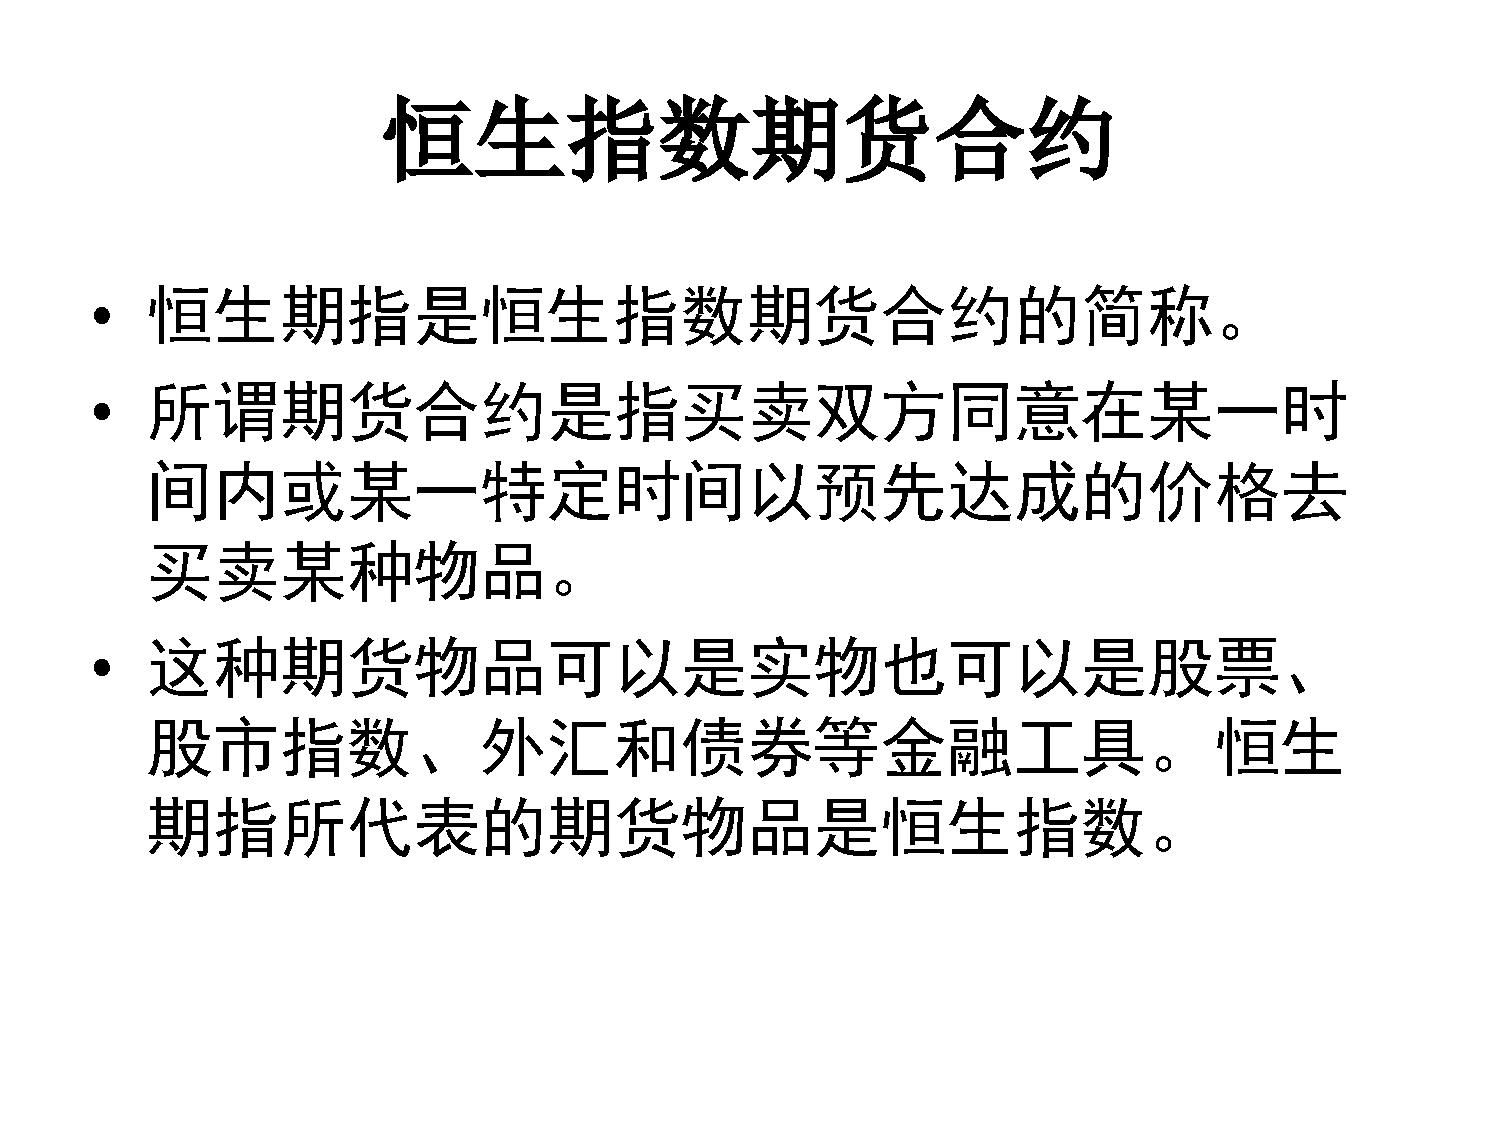 恒生指数期货合约
• 恒生期指是恒生指数期货合约的简称。
• 所谓期货合约是指买卖双方同意在某一时
间内或某一特定时间以预先达成的价格去
买卖某种物品。
• 这种期货物品可以是实物也可以是股票、
股市指数、外汇和债券等金融工具。恒生
期指所代表的期货物品是恒生指数。